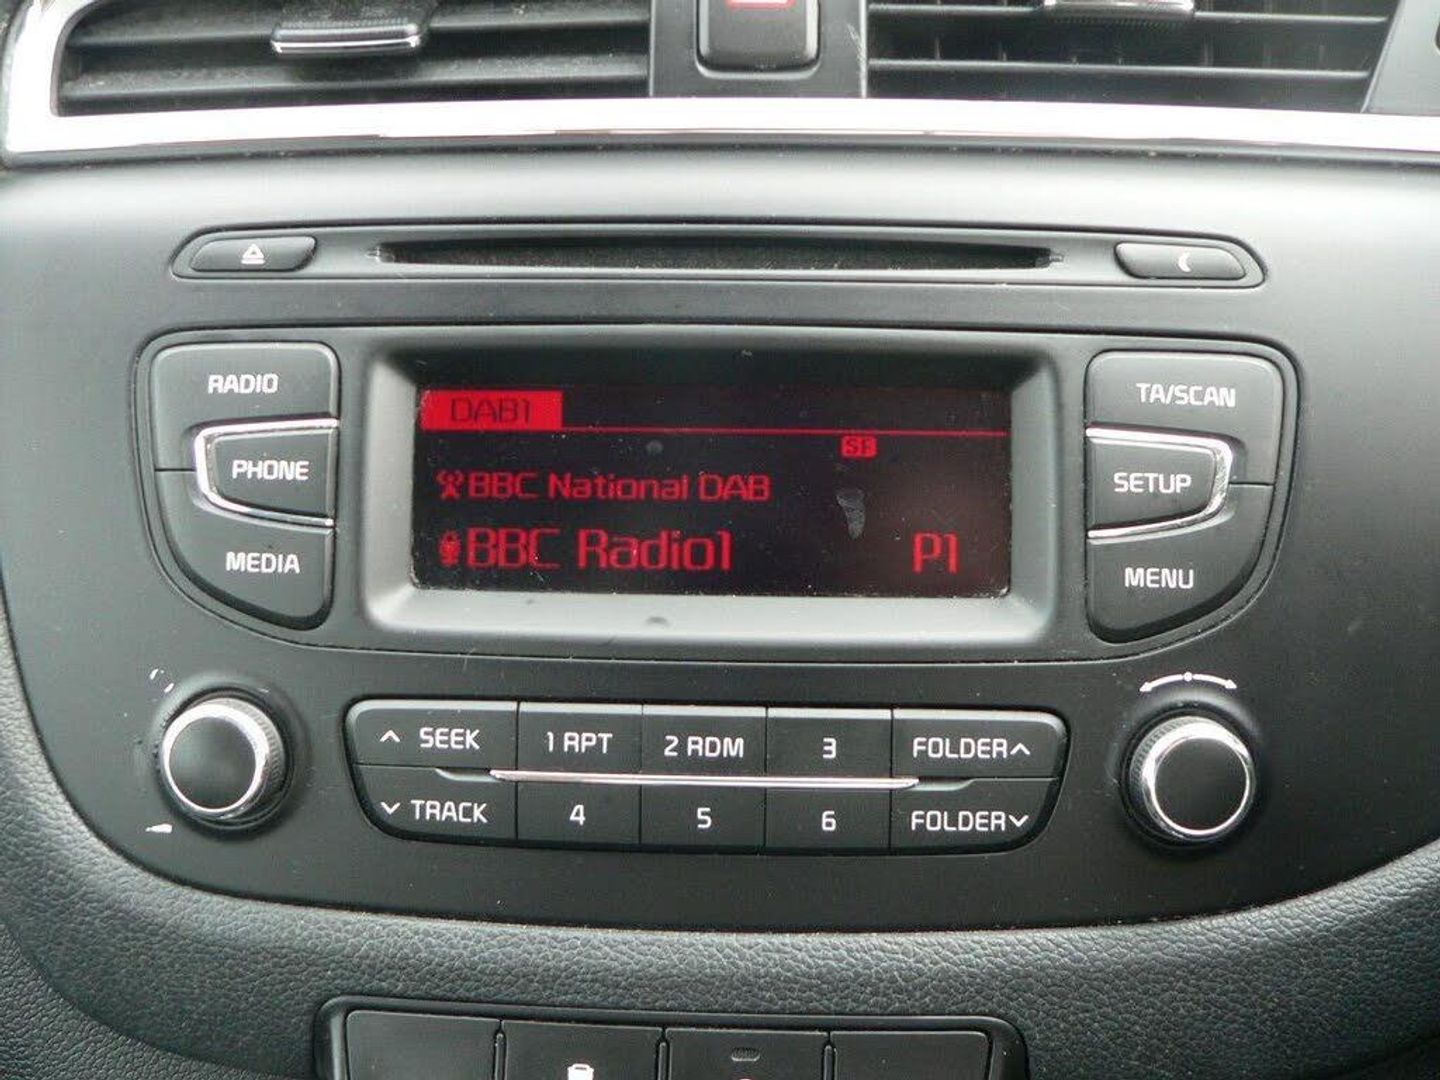 RADIO
PHONE
MEDIA
DAB1
SF
BBC National DAB
BBC Radio1 P1
TA/SCAN
SETUP
MENU
SEEK 1 RPT 2 RDM 3 FOLDER
TRACK 4 5 6 FOLDER